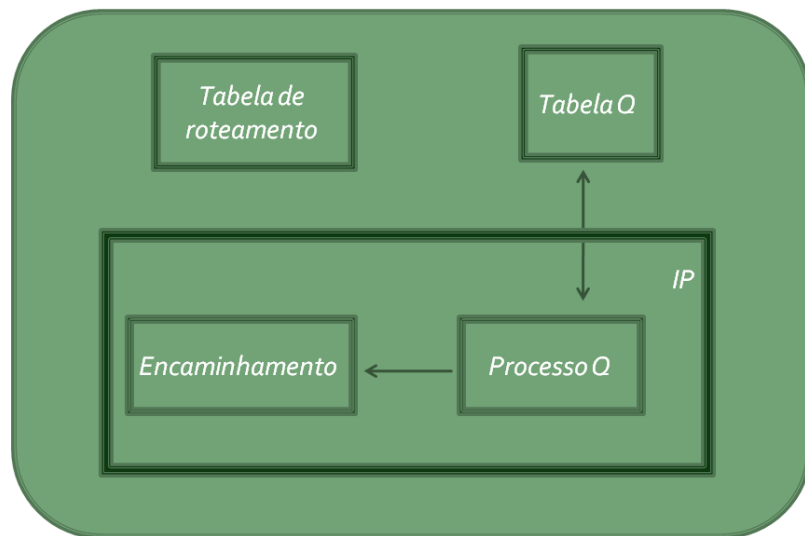 Tabela de
roteamento
Tabela Q
IP
Encaminhamento
Processo Q